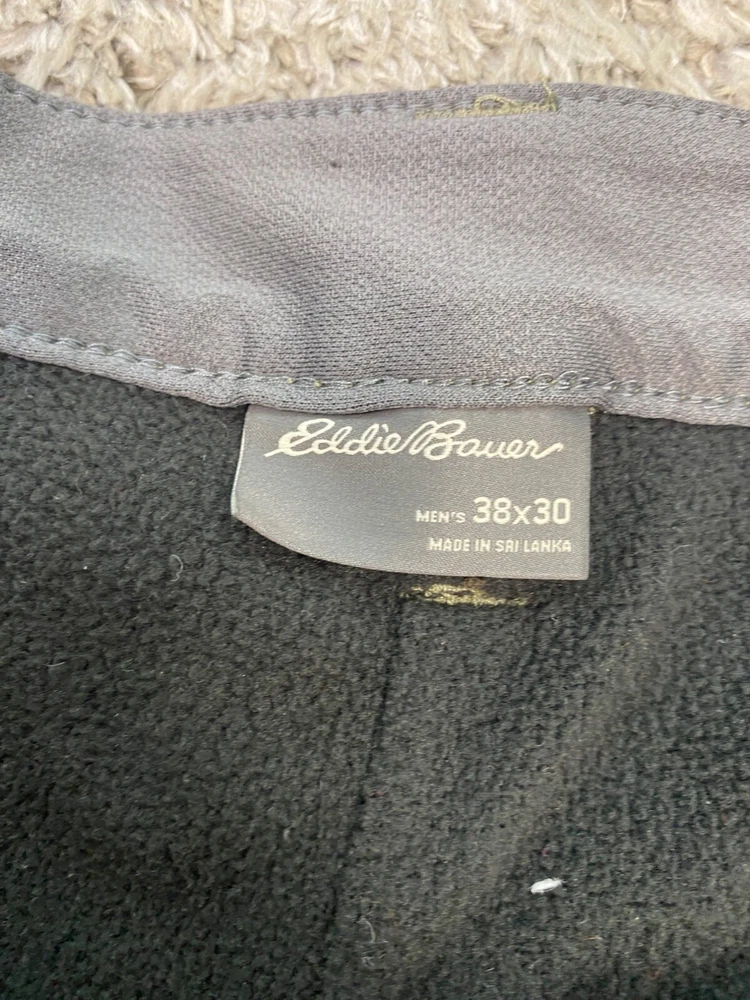 Eddie Bauer
MEN'S 38x30
MADE IN SRI LANKA